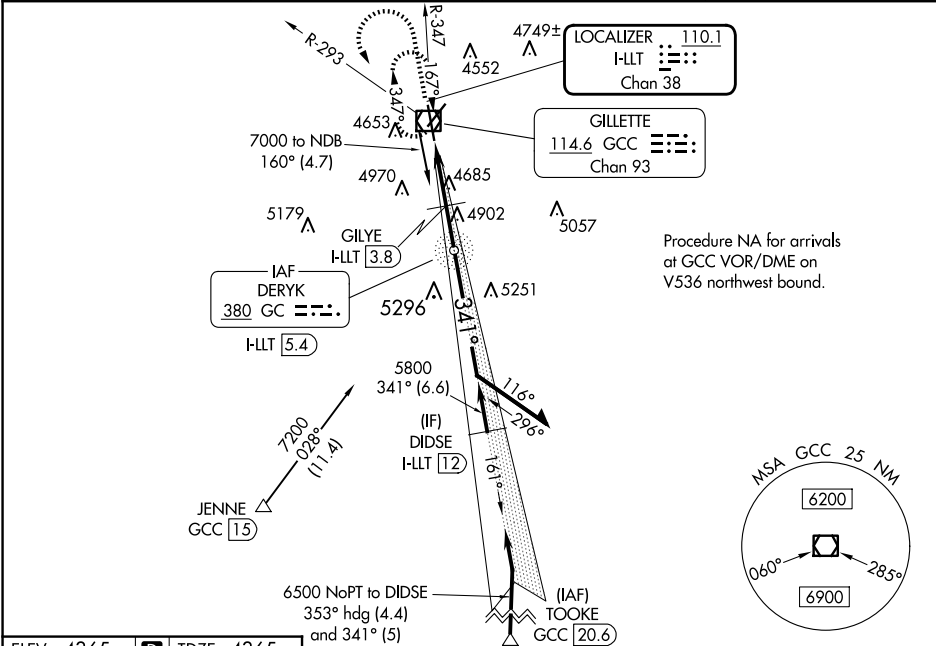 R-347
R-293
167°
347°
4552
4749±
LOCALIZER 110.1
I-LLT
Chan 38
GILLETTE
114.6 GCC
Chan 93
4653
7000 to NDB
160° (4.7)
4970
4685
5179
4902
5057
GILYE
I-LLT 3.8
Procedure NA for arrivals
at GCC VOR/DME on
V536 northwest bound.
IAF
DERYK
380 GC
I-LLT 5.4
5296
5251
341°
5800
341° (6.6)
116°
296°
(IF)
DIDSE
I-LLT 12
161°
7200
028°
(11.4)
JENNE
GCC 15
MSA GCC 25 NM
6200
060°
285°
6900
6500 NoPT to DIDSE
353° hdg (4.4)
and 341° (5)
(IAF)
TOOKE
GCC 20.6
ELEV 4365 D TDZE 4365